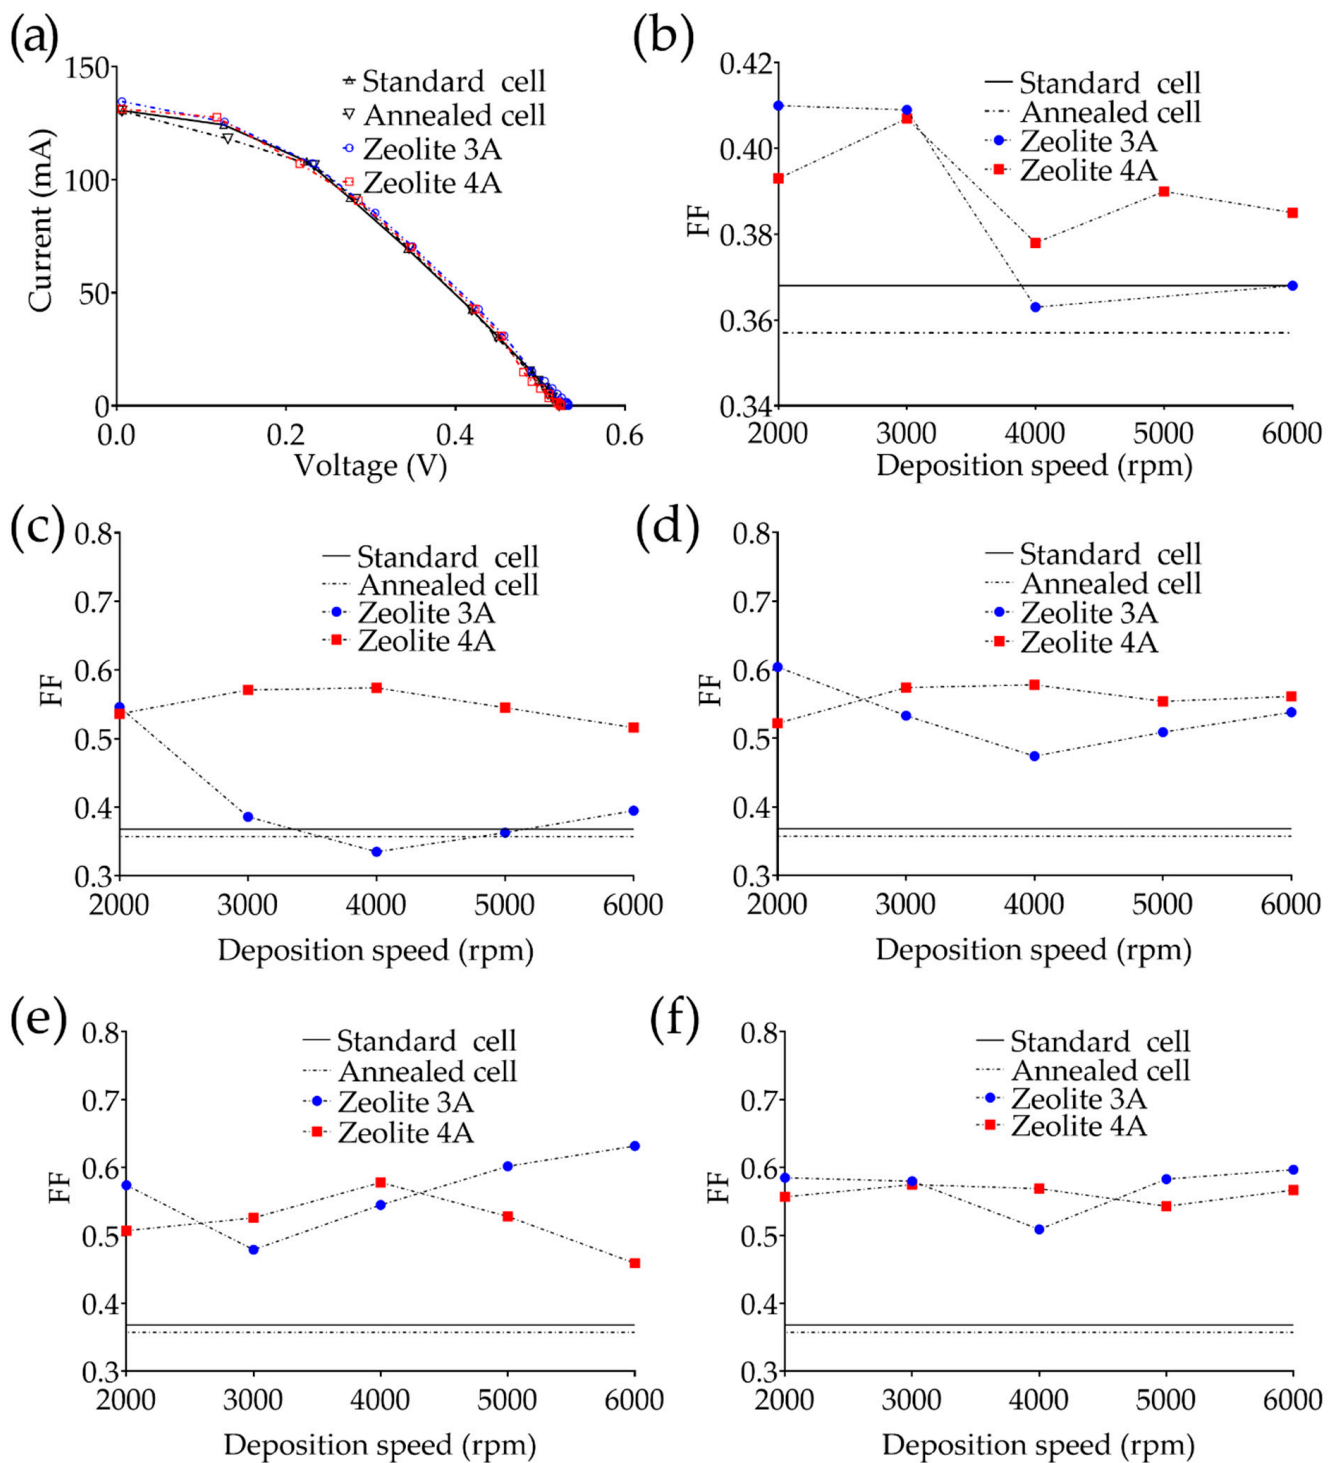 (a)
150
100
50
0
0.0 0.2 0.4 0.6
Current (mA)
Voltage (V)
Standard cell
Annealed cell
Zeolite 3A
Zeolite 4A
(b)
0.42
0.40
0.38
0.36
0.34
2000 3000 4000 5000 6000
FF
Deposition speed (rpm)
Standard cell
Annealed cell
Zeolite 3A
Zeolite 4A
(c)
0.8
0.7
0.6
0.5
0.4
0.3
2000 3000 4000 5000 6000
FF
Deposition speed (rpm)
Standard cell
Annealed cell
Zeolite 3A
Zeolite 4A
(d)
0.8
0.7
0.6
0.5
0.4
0.3
2000 3000 4000 5000 6000
FF
Deposition speed (rpm)
Standard cell
Annealed cell
Zeolite 3A
Zeolite 4A
(e)
0.8
0.7
0.6
0.5
0.4
0.3
2000 3000 4000 5000 6000
FF
Deposition speed (rpm)
Standard cell
Annealed cell
Zeolite 3A
Zeolite 4A
(f)
0.8
0.7
0.6
0.5
0.4
0.3
2000 3000 4000 5000 6000
FF
Deposition speed (rpm)
Standard cell
Annealed cell
Zeolite 3A
Zeolite 4A